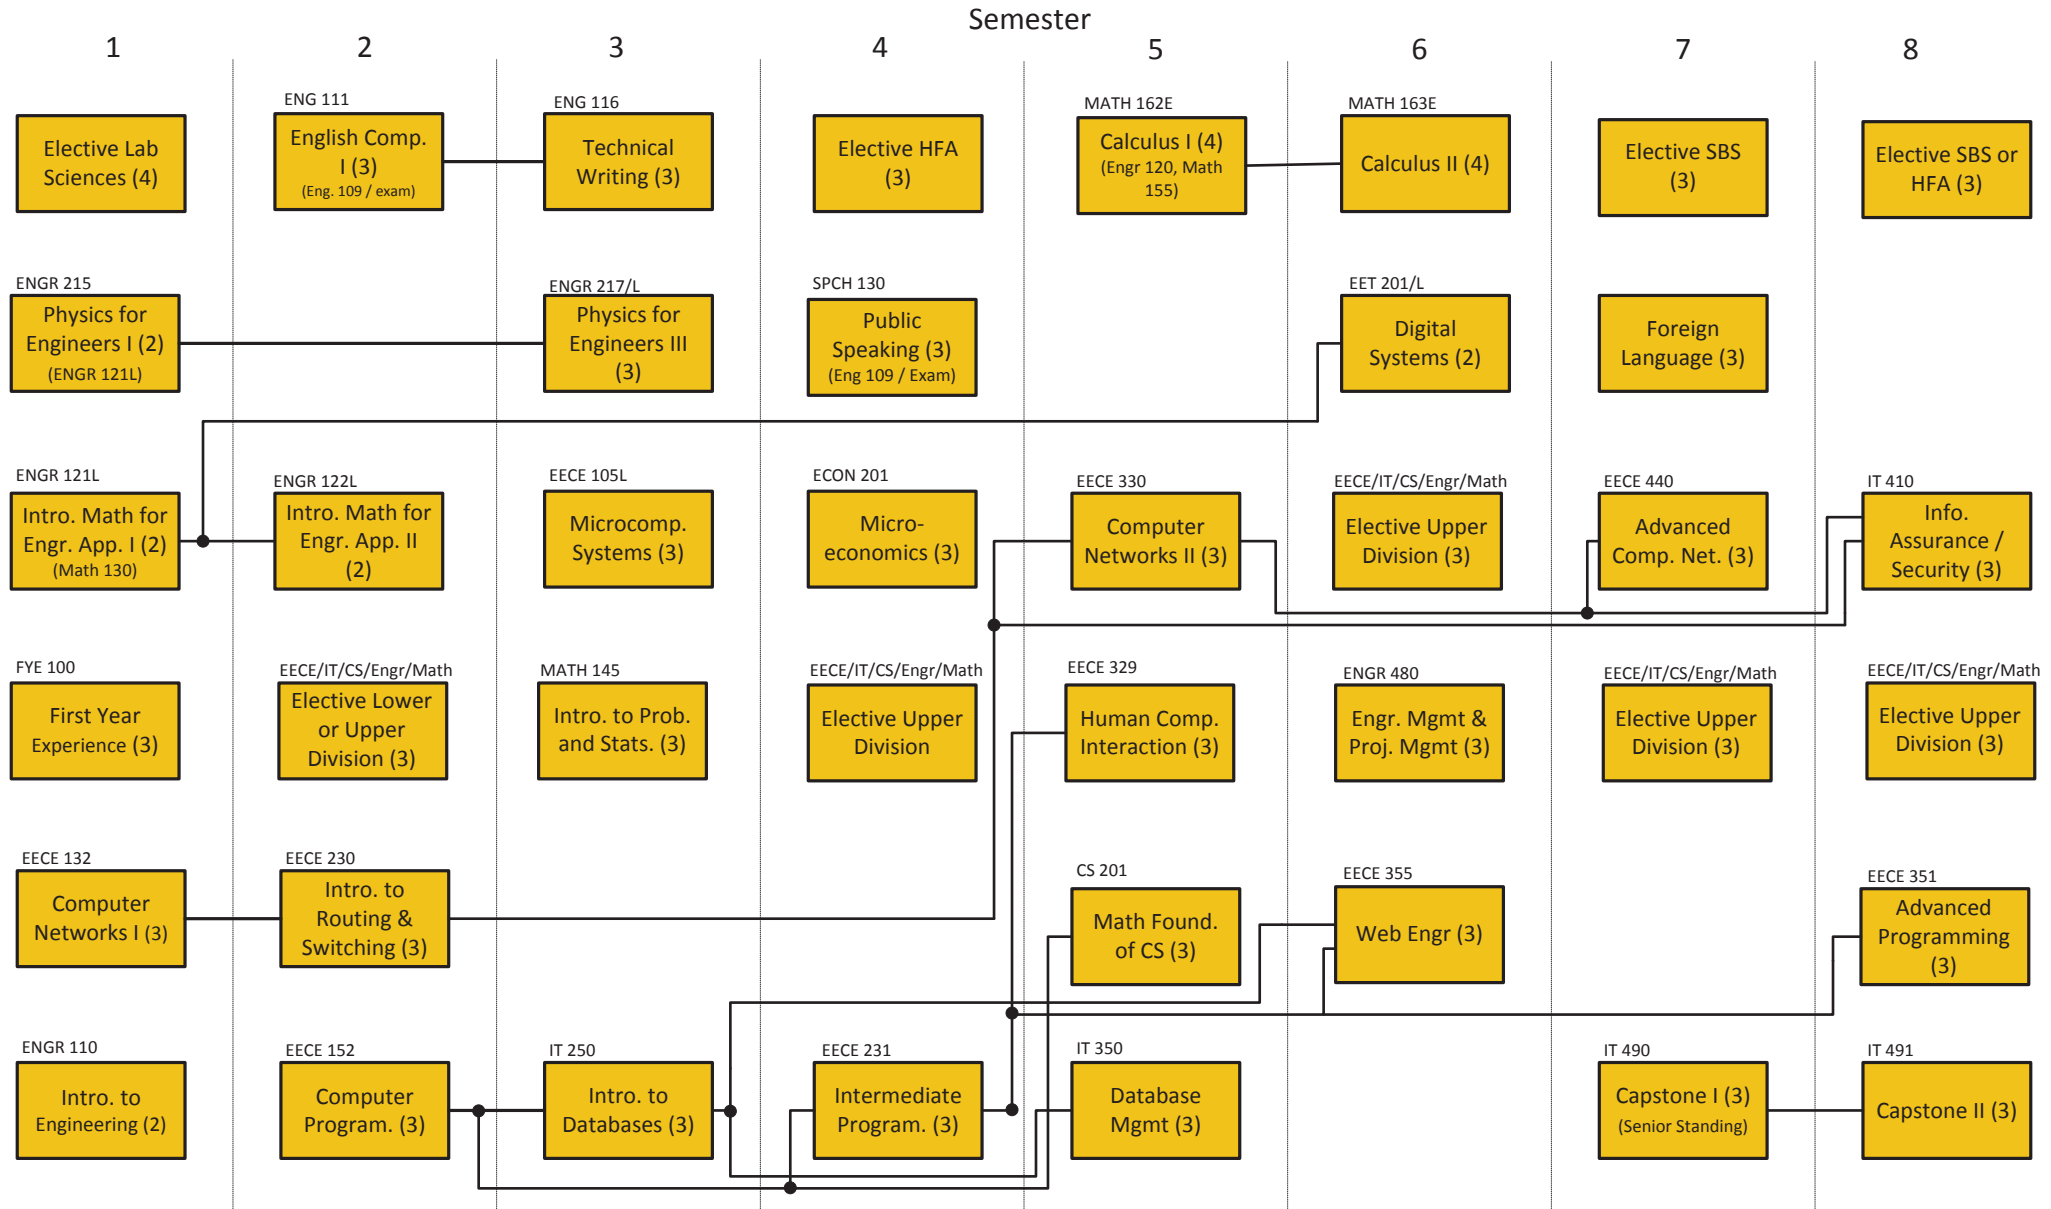 Semester
1
2
3
4
5
6
7
8
Elective Lab
Sciences (4)
ENG 111
English Comp.
I (3)
(Eng. 109 / exam)
ENG 116
Technical
Writing (3)
Elective HFA
(3)
MATH 162E
Calculus I (4)
(Engr 120, Math
155)
MATH 163E
Calculus II (4)
Elective SBS
(3)
Elective SBS or
HFA (3)
ENGR 215
Physics for
Engineers I (2)
(ENGR 121L)
ENGR 217/L
Physics for
Engineers III
(3)
SPCH 130
Public
Speaking (3)
(Eng 109 / Exam)
EET 201/L
Digital
Systems (2)
Foreign
Language (3)
ENGR 121L
Intro. Math for
Engr. App. I (2)
(Math 130)
ENGR 122L
Intro. Math for
Engr. App. II
(2)
EECE 105L
Microcomp.
Systems (3)
ECON 201
Micro-
economics (3)
EECE 330
Computer
Networks II (3)
EECE/IT/CS/Engr/Math
Elective Upper
Division (3)
EECE 440
Advanced
Comp. Net. (3)
IT 410
Info.
Assurance /
Security (3)
FYE 100
First Year
Experience (3)
EECE/IT/CS/Engr/Math
Elective Lower
or Upper
Division (3)
MATH 145
Intro. to Prob.
and Stats. (3)
EECE/IT/CS/Engr/Math
Elective Upper
Division
EECE 329
Human Comp.
Interaction (3)
ENGR 480
Engr. Mgmt &
Proj. Mgmt (3)
EECE/IT/CS/Engr/Math
Elective Upper
Division (3)
EECE/IT/CS/Engr/Math
Elective Upper
Division (3)
EECE 132
Computer
Networks I (3)
EECE 230
Intro. to
Routing &
Switching (3)
CS 201
Math Found.
of CS (3)
EECE 355
Web Engr (3)
EECE 351
Advanced
Programming
(3)
ENGR 110
Intro. to
Engineering (2)
EECE 152
Computer
Program. (3)
IT 250
Intro. to
Databases (3)
EECE 231
Intermediate
Program. (3)
IT 350
Database
Mgmt (3)
IT 490
Capstone I (3)
(Senior Standing)
IT 491
Capstone II (3)